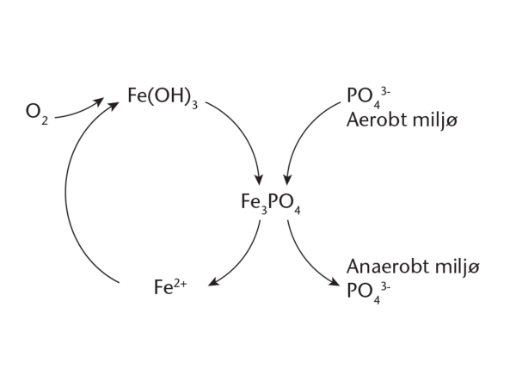 O₂
Fe(OH)₃
PO₄³⁻
Aerobt miljø
Fe₃PO₄
Fe²⁺
Anaerobt miljø
PO₄³⁻